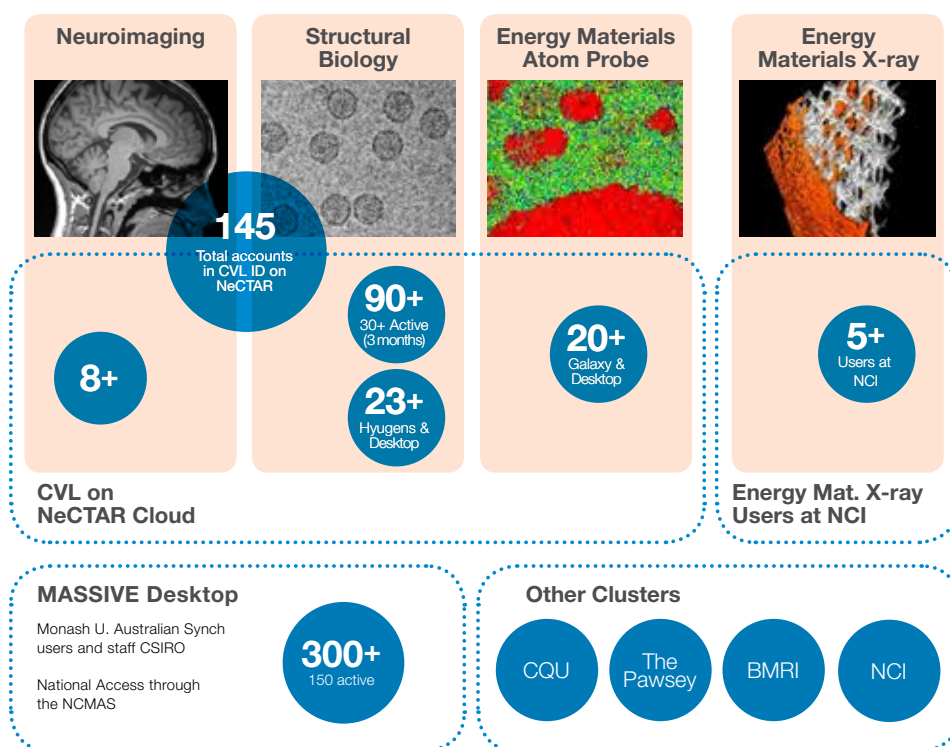 Neuroimaging
Structural
Biology
Energy Materials
Atom Probe
Energy
Materials X-ray
145
Total accounts
in CVL ID on
NeCTAR
90+
30+ Active
(3 months)
8+
23+
Hyugens &
Desktop
20+
Galaxy &
Desktop
5+
Users at
NCI
CVL on
NeCTAR Cloud
Energy Mat. X-ray
Users at NCI
MASSIVE Desktop
Monash U. Australian Synch
users and staff CSIRO
National Access through
the NCMAS
300+
150 active
Other Clusters
CQU
The
Pawsey
BMRI
NCI